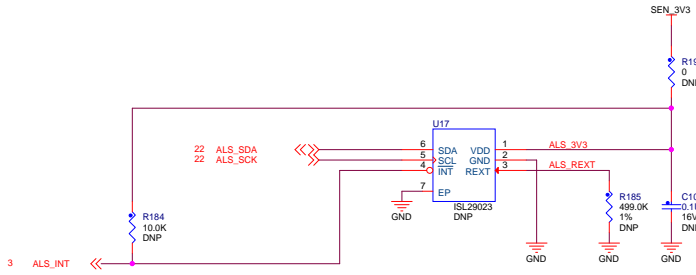 SEN_3V3
R19
0
DNP
U17
22 ALS_SDA
22 ALS_SCK
6 SDA
5 SCL
4 INT
7 EP
VDD 1
GND 2
REXT 3
ALS_3V3
ALS_REXT
ISL29023
DNP
GND
R184
10.0K
DNP
R185
499.0K
1%
DNP
C10
0.1U
16V
3 ALS_INT
GND
GND
GND